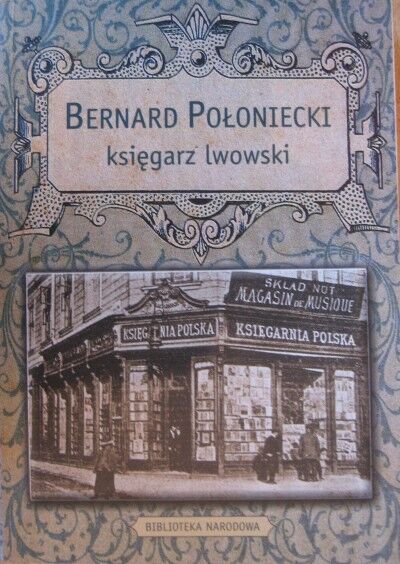 BERNARD POŁONIECKI
księgarz lwowski
SKŁAD NUT
MAGASIN DE MUSIQUE
KSIĘGARNIA POLSKA
KSIĘGARNIA POLSKA
BIBLIOTEKA NARODOWA